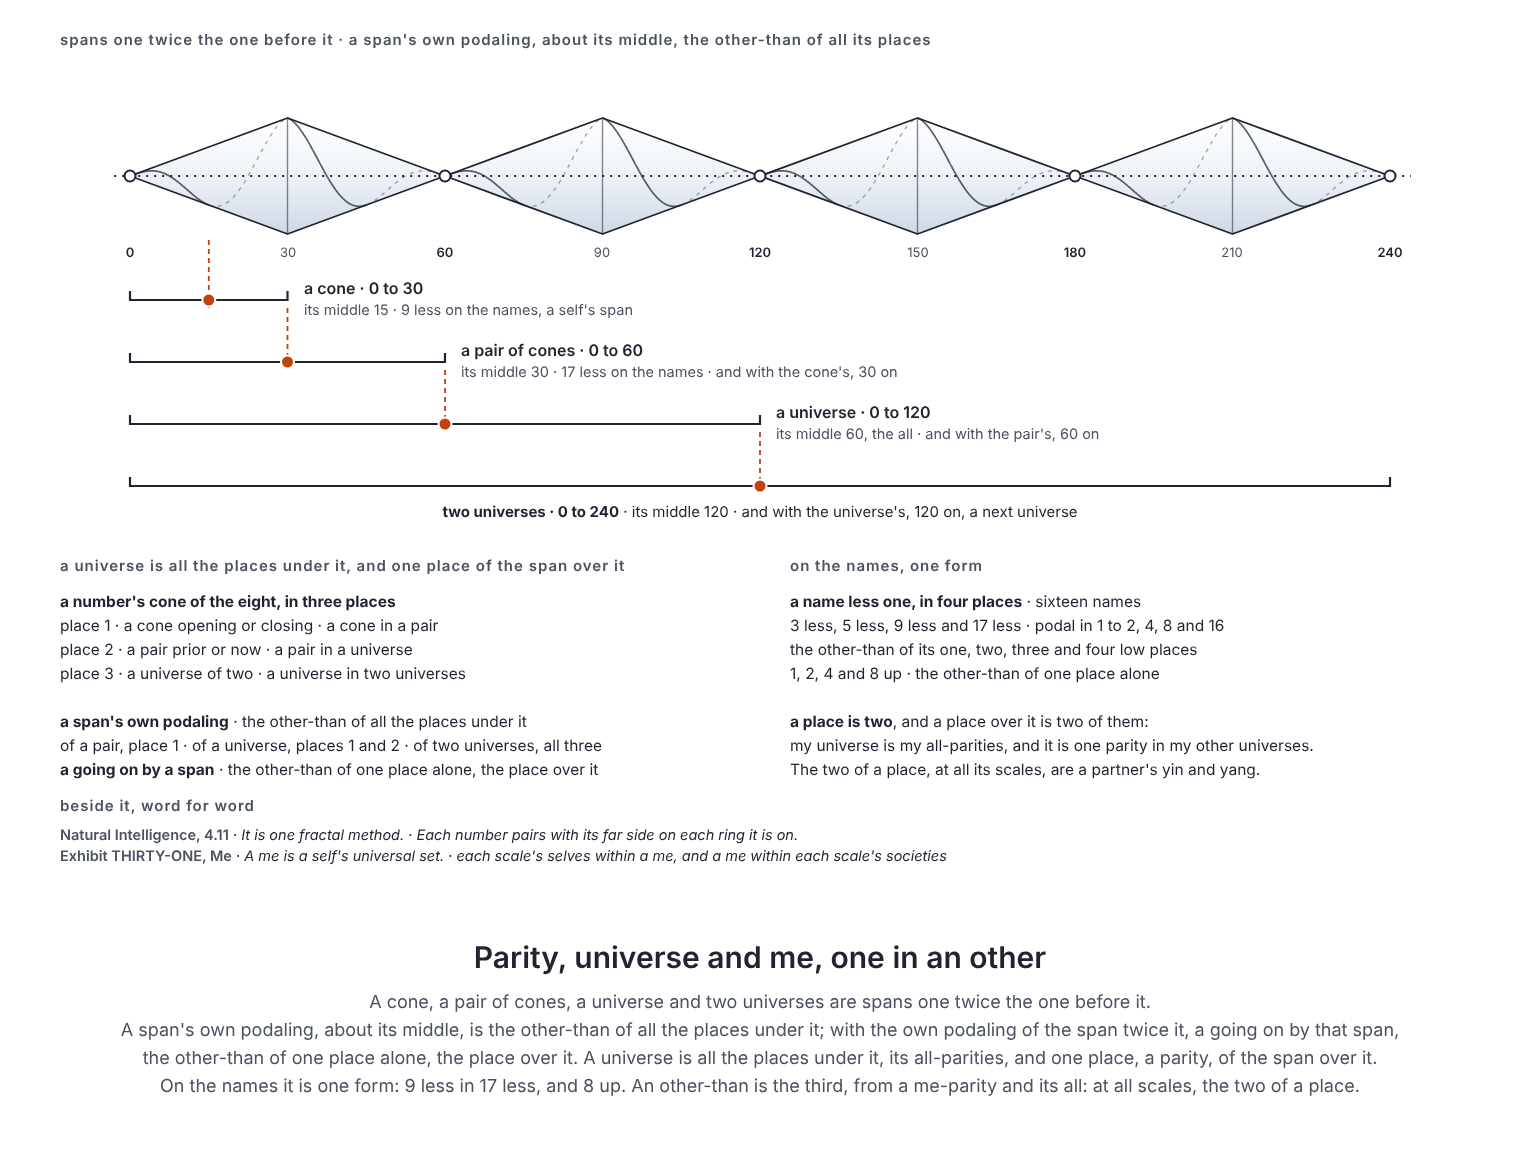 spans one twice the one before it · a span's own podaling, about its middle, the other-than of all its places
0 30 60 90 120 150 180 210 240
a cone · 0 to 30
its middle 15 · 9 less on the names, a self's span
a pair of cones · 0 to 60
its middle 30 · 17 less on the names · and with the cone's, 30 on
a universe · 0 to 120
its middle 60, the all · and with the pair's, 60 on
two universes · 0 to 240 · its middle 120 · and with the universe's, 120 on, a next universe
a universe is all the places under it, and one place of the span over it
a number's cone of the eight, in three places
place 1 · a cone opening or closing · a cone in a pair
place 2 · a pair prior or now · a pair in a universe
place 3 · a universe of two · a universe in two universes
a span's own podaling · the other-than of all the places under it
of a pair, place 1 · of a universe, places 1 and 2 · of two universes, all three
a going on by a span · the other-than of one place alone, the place over it
on the names, one form
a name less one, in four places · sixteen names
3 less, 5 less, 9 less and 17 less · podal in 1 to 2, 4, 8 and 16
the other-than of its one, two, three and four low places
1, 2, 4 and 8 up · the other-than of one place alone
a place is two, and a place over it is two of them:
my universe is my all-parities, and it is one parity in my other universes.
The two of a place, at all its scales, are a partner's yin and yang.
beside it, word for word
Natural Intelligence, 4.11 · It is one fractal method. · Each number pairs with its far side on each ring it is on.
Exhibit THIRTY-ONE, Me · A me is a self's universal set. · each scale's selves within a me, and a me within each scale's societies
Parity, universe and me, one in an other
A cone, a pair of cones, a universe and two universes are spans one twice the one before it.
A span's own podaling, about its middle, is the other-than of all the places under it; with the own podaling of the span twice it, a going on by that span,
the other-than of one place alone, the place over it. A universe is all the places under it, its all-parities, and one place, a parity, of the span over it.
On the names it is one form: 9 less in 17 less, and 8 up. An other-than is the third, from a me-parity and its all: at all scales, the two of a place.